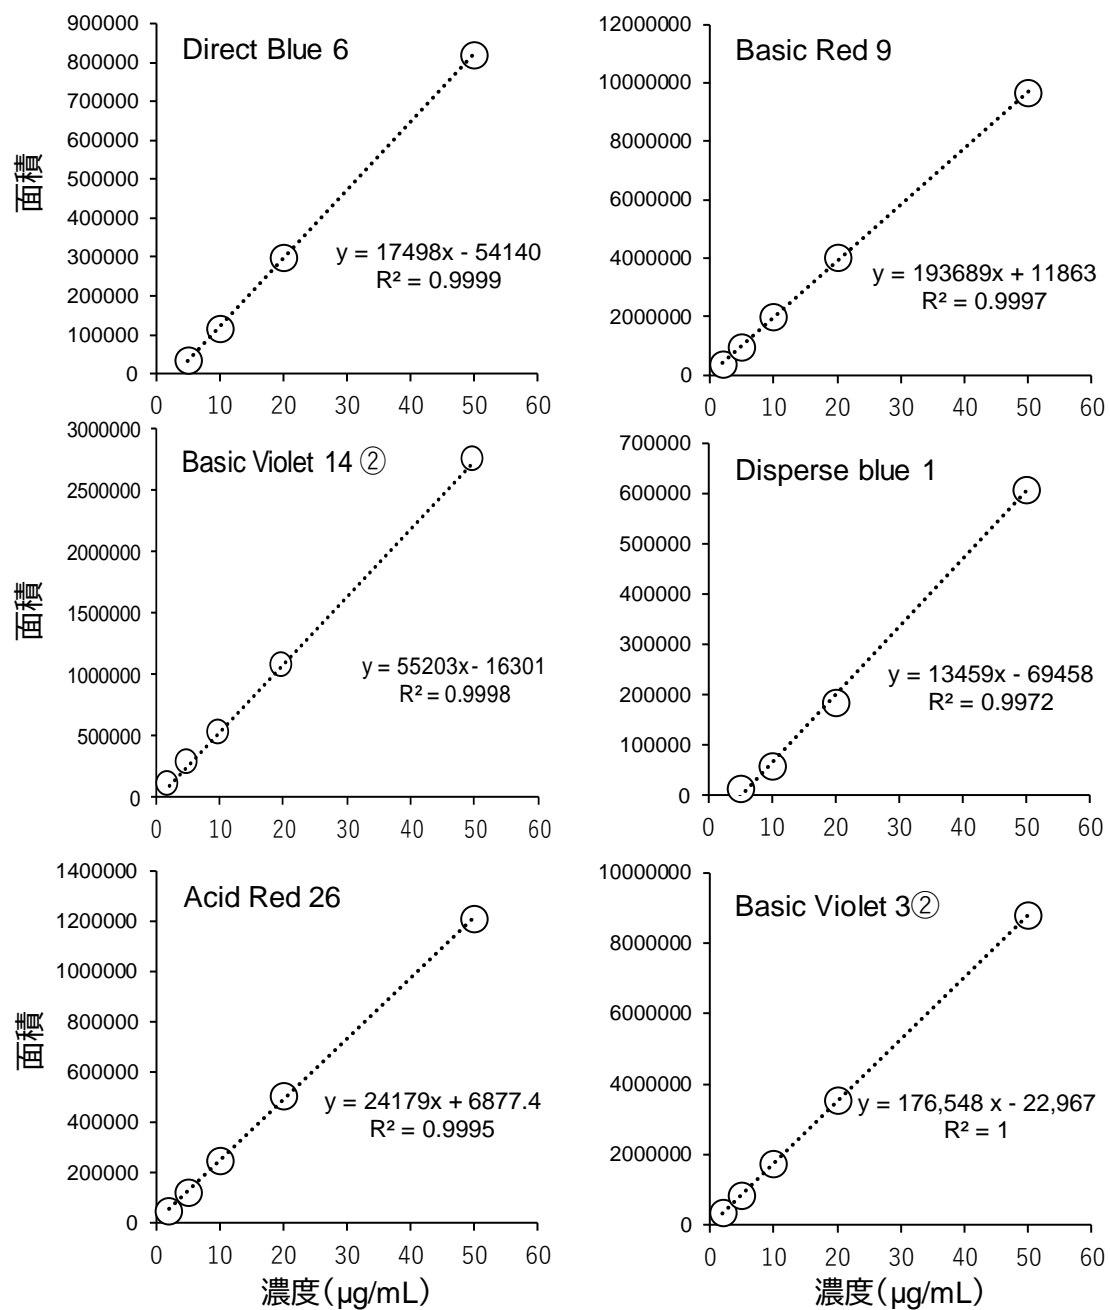 Direct Blue 6
900000
800000
700000
600000
500000
400000
300000
200000
100000
0
面積
y = 17498x - 54140
R² = 0.9999
0 10 20 30 40 50 60
Basic Red 9
12000000
10000000
8000000
6000000
4000000
2000000
0
y = 193689x + 11863
R² = 0.9997
0 10 20 30 40 50 60
Basic Violet 14 ②
3000000
2500000
2000000
1500000
1000000
500000
0
面積
y = 55203x - 16301
R² = 0.9998
0 10 20 30 40 50 60
Disperse blue 1
700000
600000
500000
400000
300000
200000
100000
0
y = 13459x - 69458
R² = 0.9972
0 10 20 30 40 50 60
Acid Red 26
1400000
1200000
1000000
800000
600000
400000
200000
0
面積
y = 24179x + 6877.4
R² = 0.9995
0 10 20 30 40 50 60
濃度(μg/mL)
Basic Violet 3②
10000000
8000000
6000000
4000000
2000000
0
y = 176,548 x - 22,967
R² = 1
0 10 20 30 40 50 60
濃度(μg/mL)